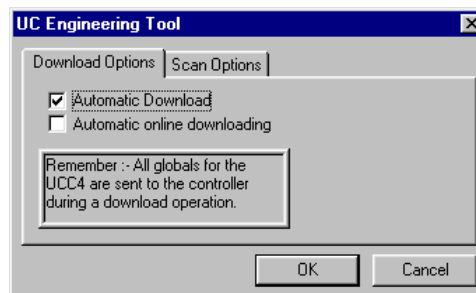 UC Engineering Tool
Download Options Scan Options
Automatic Download
Automatic online downloading
Remember :- All globals for the
UCC4 are sent to the controller
during a download operation.
OK Cancel